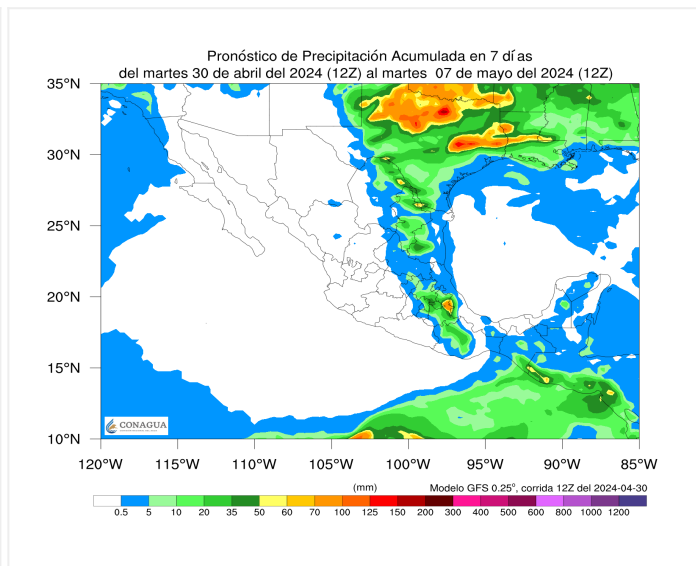 Pronóstico de Precipitación Acumulada en 7 días
del martes 30 de abril del 2024 (12Z) al martes 07 de mayo del 2024 (12Z)
35°N
30°N
25°N
20°N
15°N
10°N
CONAGUA
120°W 115°W 110°W 105°W 100°W 95°W 90°W 85°W
(mm) Modelo GFS 0.25°, corrida 12Z del 2024-04-30
0.5 5 10 20 35 50 60 70 100 125 150 200 300 400 500 600 800 1000 1200